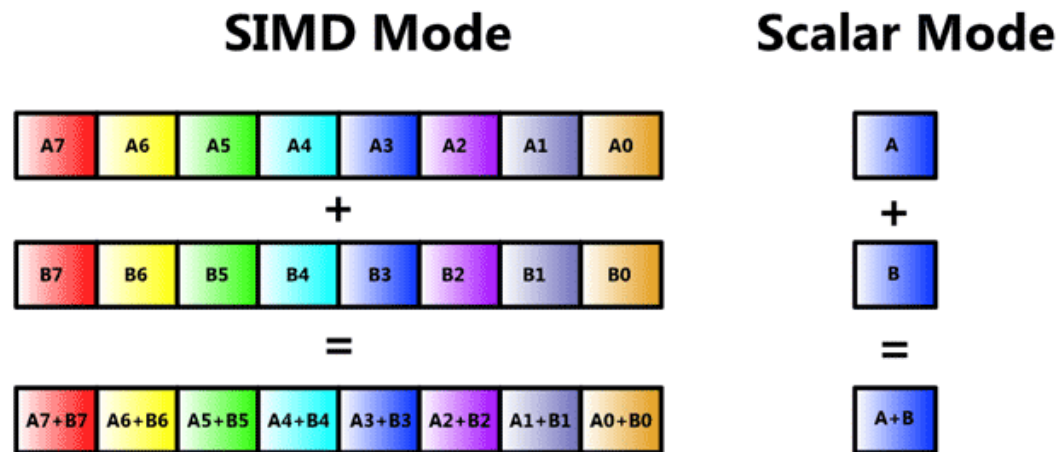 SIMD Mode Scalar Mode
A7 A6 A5 A4 A3 A2 A1 A0 A
+ +
B7 B6 B5 B4 B3 B2 B1 B0 B
= =
A7+B7 A6+B6 A5+B5 A4+B4 A3+B3 A2+B2 A1+B1 A0+B0 A+B